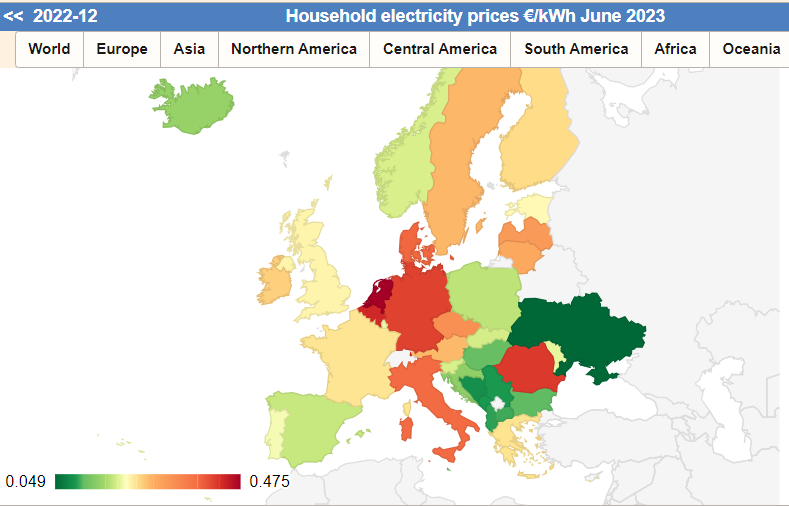 << 2022-12 Household electricity prices €/kWh June 2023
World Europe Asia Northern America Central America South America Africa Oceania
0.049 0.475